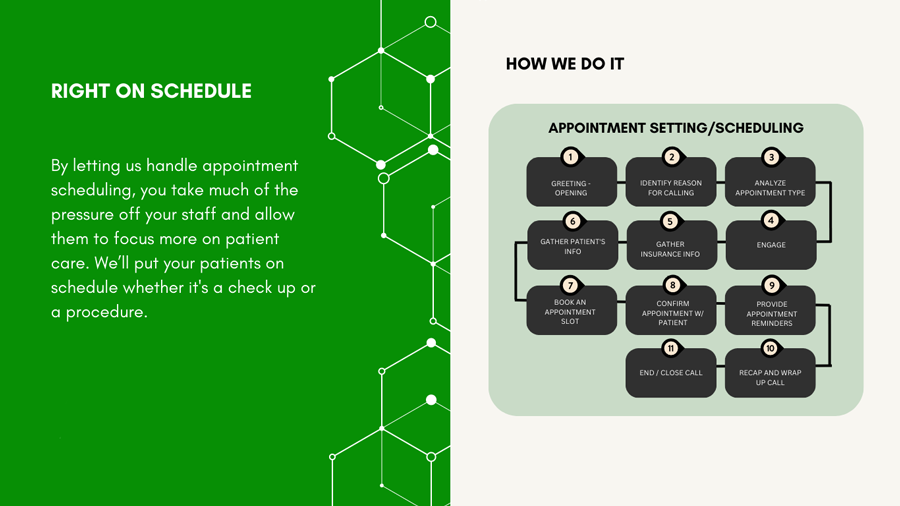 RIGHT ON SCHEDULE
By letting us handle appointment
scheduling, you take much of the
pressure off your staff and allow
them to focus more on patient
care. We’ll put your patients on
schedule whether it's a check up or
a procedure.
HOW WE DO IT
APPOINTMENT SETTING/SCHEDULING
1
GREETING -
OPENING
2
IDENTIFY REASON
FOR CALLING
3
ANALYZE
APPOINTMENT TYPE
4
ENGAGE
5
GATHER
INSURANCE INFO
6
GATHER PATIENT'S
INFO
7
BOOK AN
APPOINTMENT
SLOT
8
CONFIRM
APPOINTMENT W/
PATIENT
9
PROVIDE
APPOINTMENT
REMINDERS
10
RECAP AND WRAP
UP CALL
11
END / CLOSE CALL